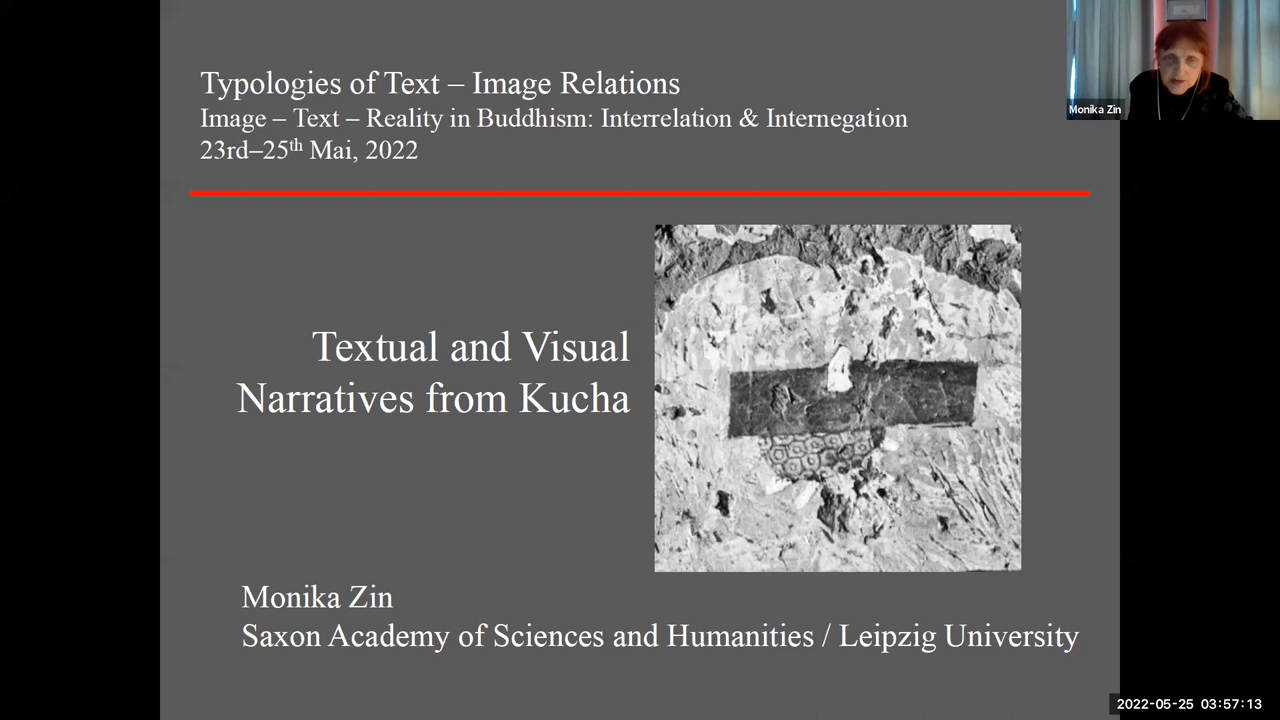 Typologies of Text – Image Relations
Image – Text – Reality in Buddhism: Interrelation & Internegation
23rd–25th Mai, 2022
Monika Zin
Textual and Visual
Narratives from Kucha
Monika Zin
Saxon Academy of Sciences and Humanities / Leipzig University
2022-05-25 03:57:13